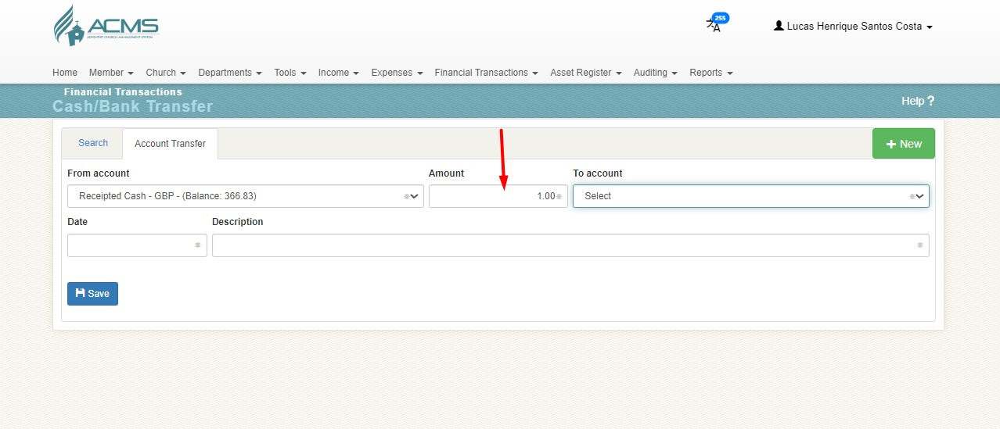 ACMS
ADVENTIST CHURCH MANAGEMENT SYSTEM
255
Lucas Henrique Santos Costa
Home Member Church Departments Tools Income Expenses Financial Transactions Asset Register Auditing Reports
Financial Transactions
Cash/Bank Transfer
Help ?
Search Account Transfer
+ New
From account Amount To account
Receipted Cash - GBP - (Balance: 366.83) 1.00 Select
Date Description
Save